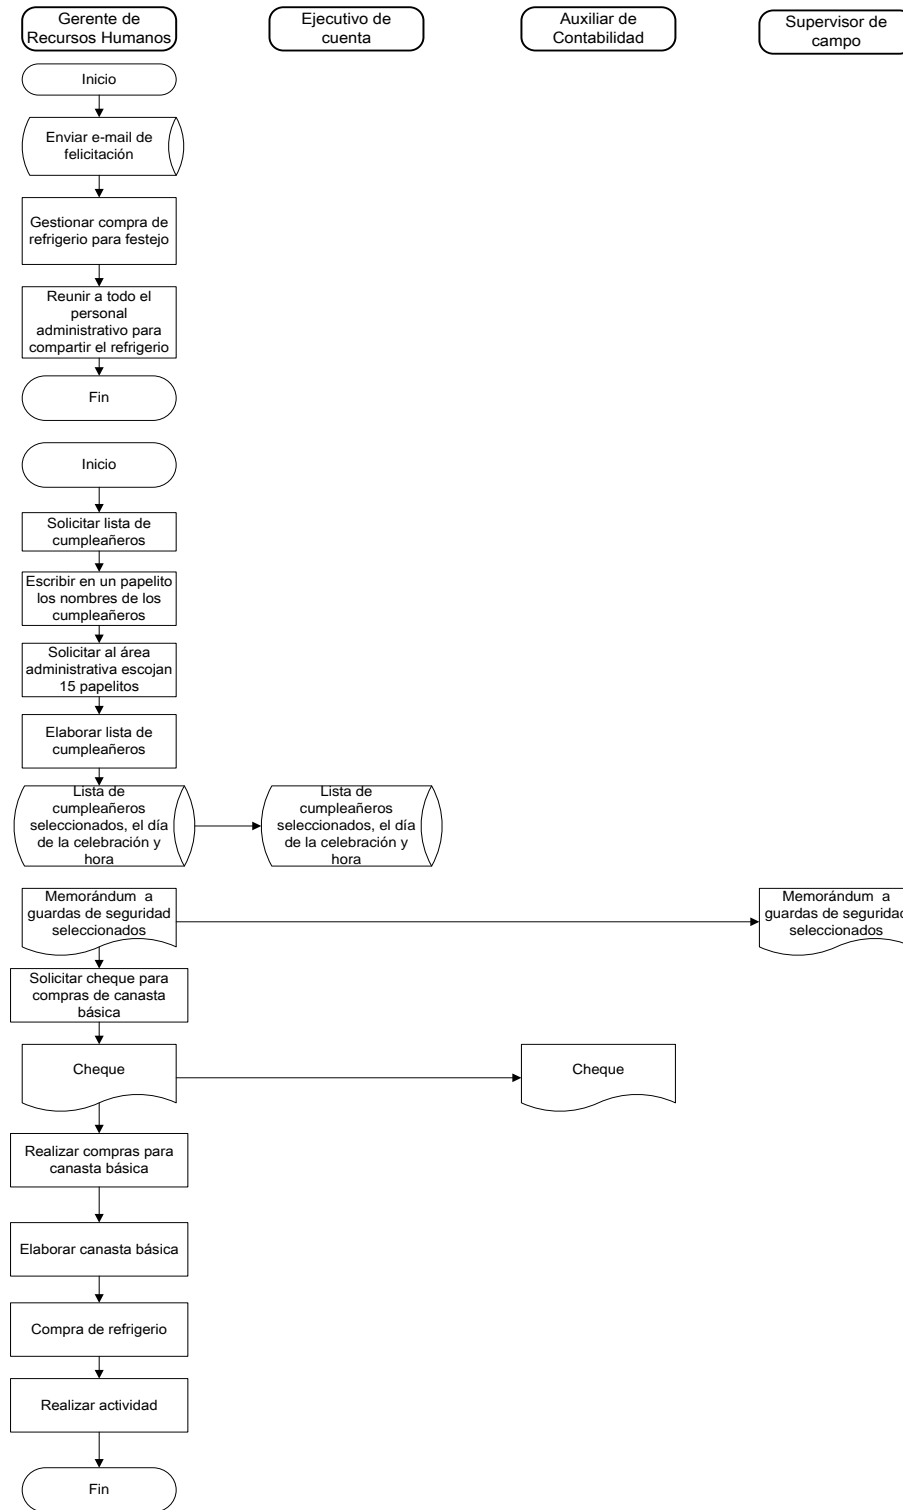 Gerente de
Recursos Humanos
Ejecutivo de
cuenta
Auxiliar de
Contabilidad
Supervisor de
campo
Inicio
Enviar e-mail de
felicitación
Gestionar compra de
refrigerio para festejo
Reunir a todo el
personal
administrativo para
compartir el refrigerio
Fin
Inicio
Solicitar lista de
cumpleañeros
Escribir en un papelito
los nombres de los
cumpleañeros
Solicitar al área
administrativa escojan
15 papelitos
Elaborar lista de
cumpleañeros
Lista de
cumpleañeros
seleccionados, el día
de la celebración y
hora
Lista de
cumpleañeros
seleccionados, el día
de la celebración y
hora
Memorándum a
guardas de seguridad
seleccionados
Memorándum a
guardas de seguridad
seleccionados
Solicitar cheque para
compras de canasta
básica
Cheque
Cheque
Realizar compras para
canasta básica
Elaborar canasta básica
Compra de refrigerio
Realizar actividad
Fin